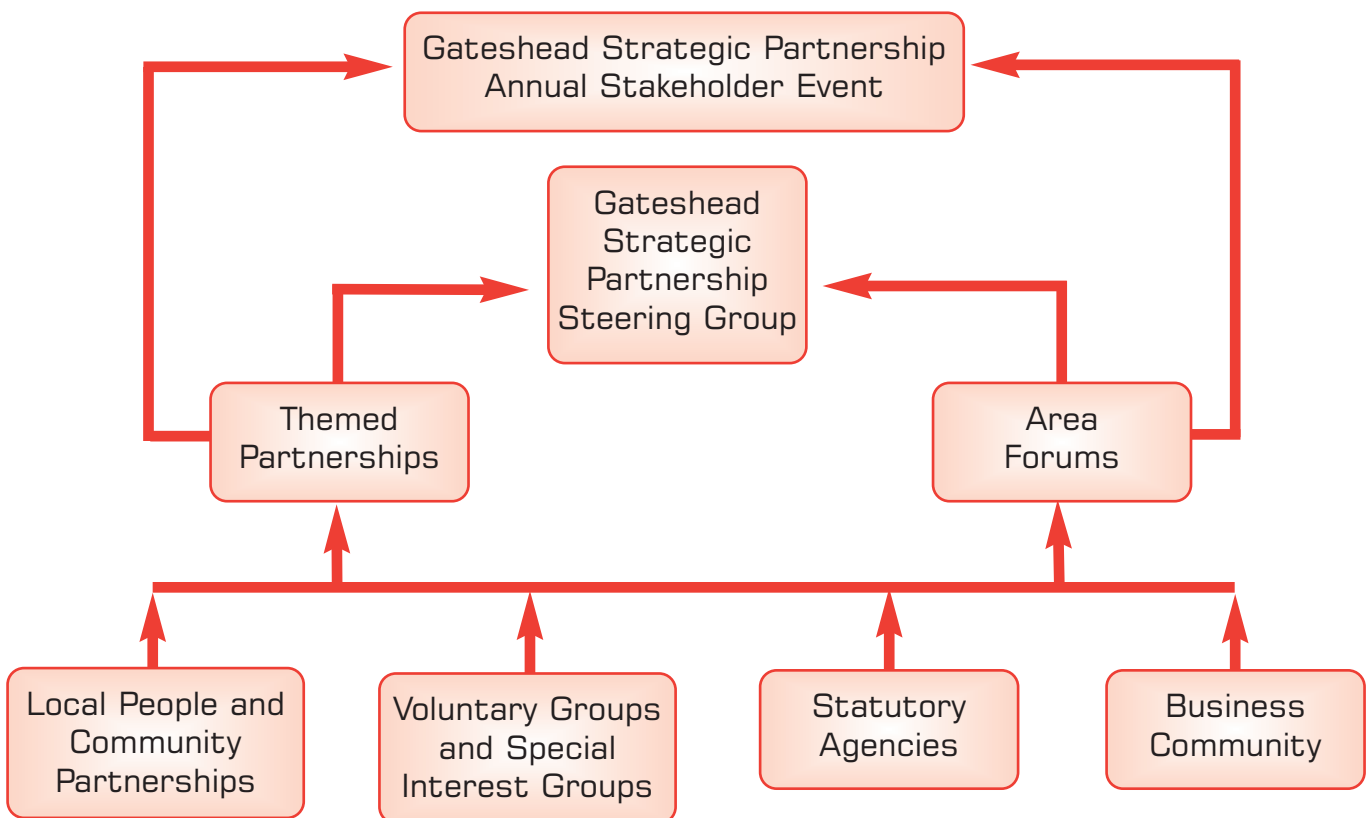 Gateshead Strategic Partnership
Annual Stakeholder Event
Gateshead
Strategic
Partnership
Steering Group
Themed
Partnerships
Area
Forums
Local People and
Community
Partnerships
Voluntary Groups
and Special
Interest Groups
Statutory
Agencies
Business
Community